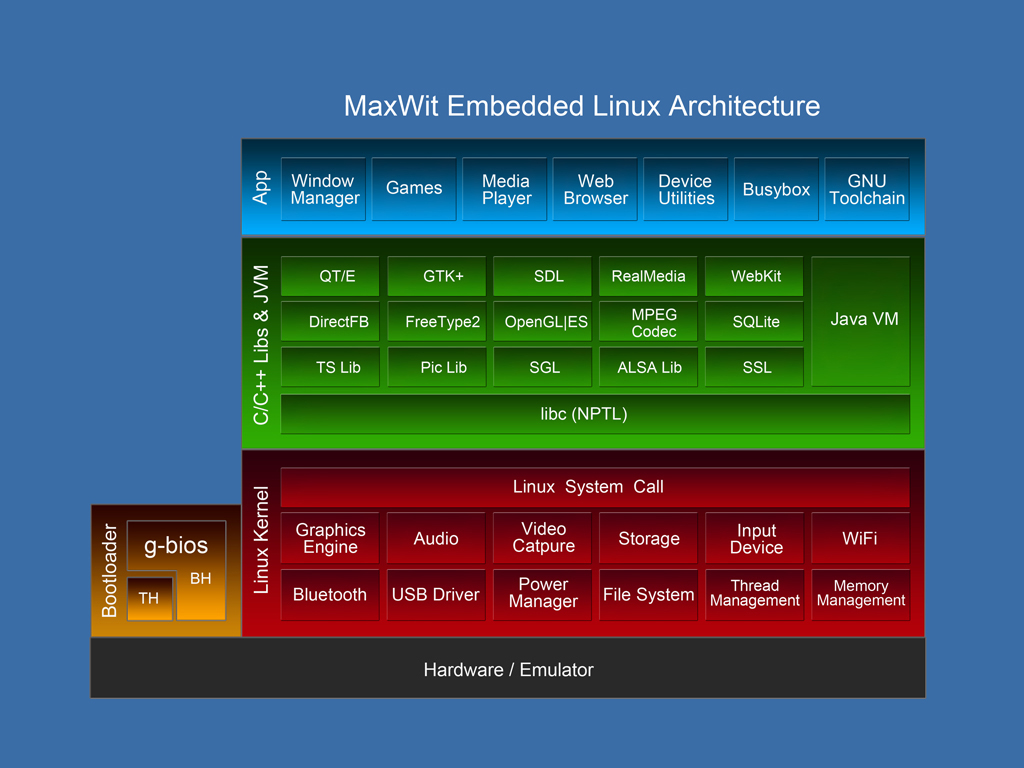 MaxWit Embedded Linux Architecture
App
Window
Manager
Games
Media
Player
Web
Browser
Device
Utilities
Busybox
GNU
Toolchain
C/C++ Libs & JVM
QT/E
GTK+
SDL
RealMedia
WebKit
Java VM
DirectFB
FreeType2
OpenGL|ES
MPEG
Codec
SQLite
TS Lib
Pic Lib
SGL
ALSA Lib
SSL
libc (NPTL)
Linux Kernel
Linux System Call
Graphics
Engine
Audio
Video
Catpure
Storage
Input
Device
WiFi
Bluetooth
USB Driver
Power
Manager
File System
Thread
Management
Memory
Management
Bootloader
g-bios
BH
TH
Hardware / Emulator